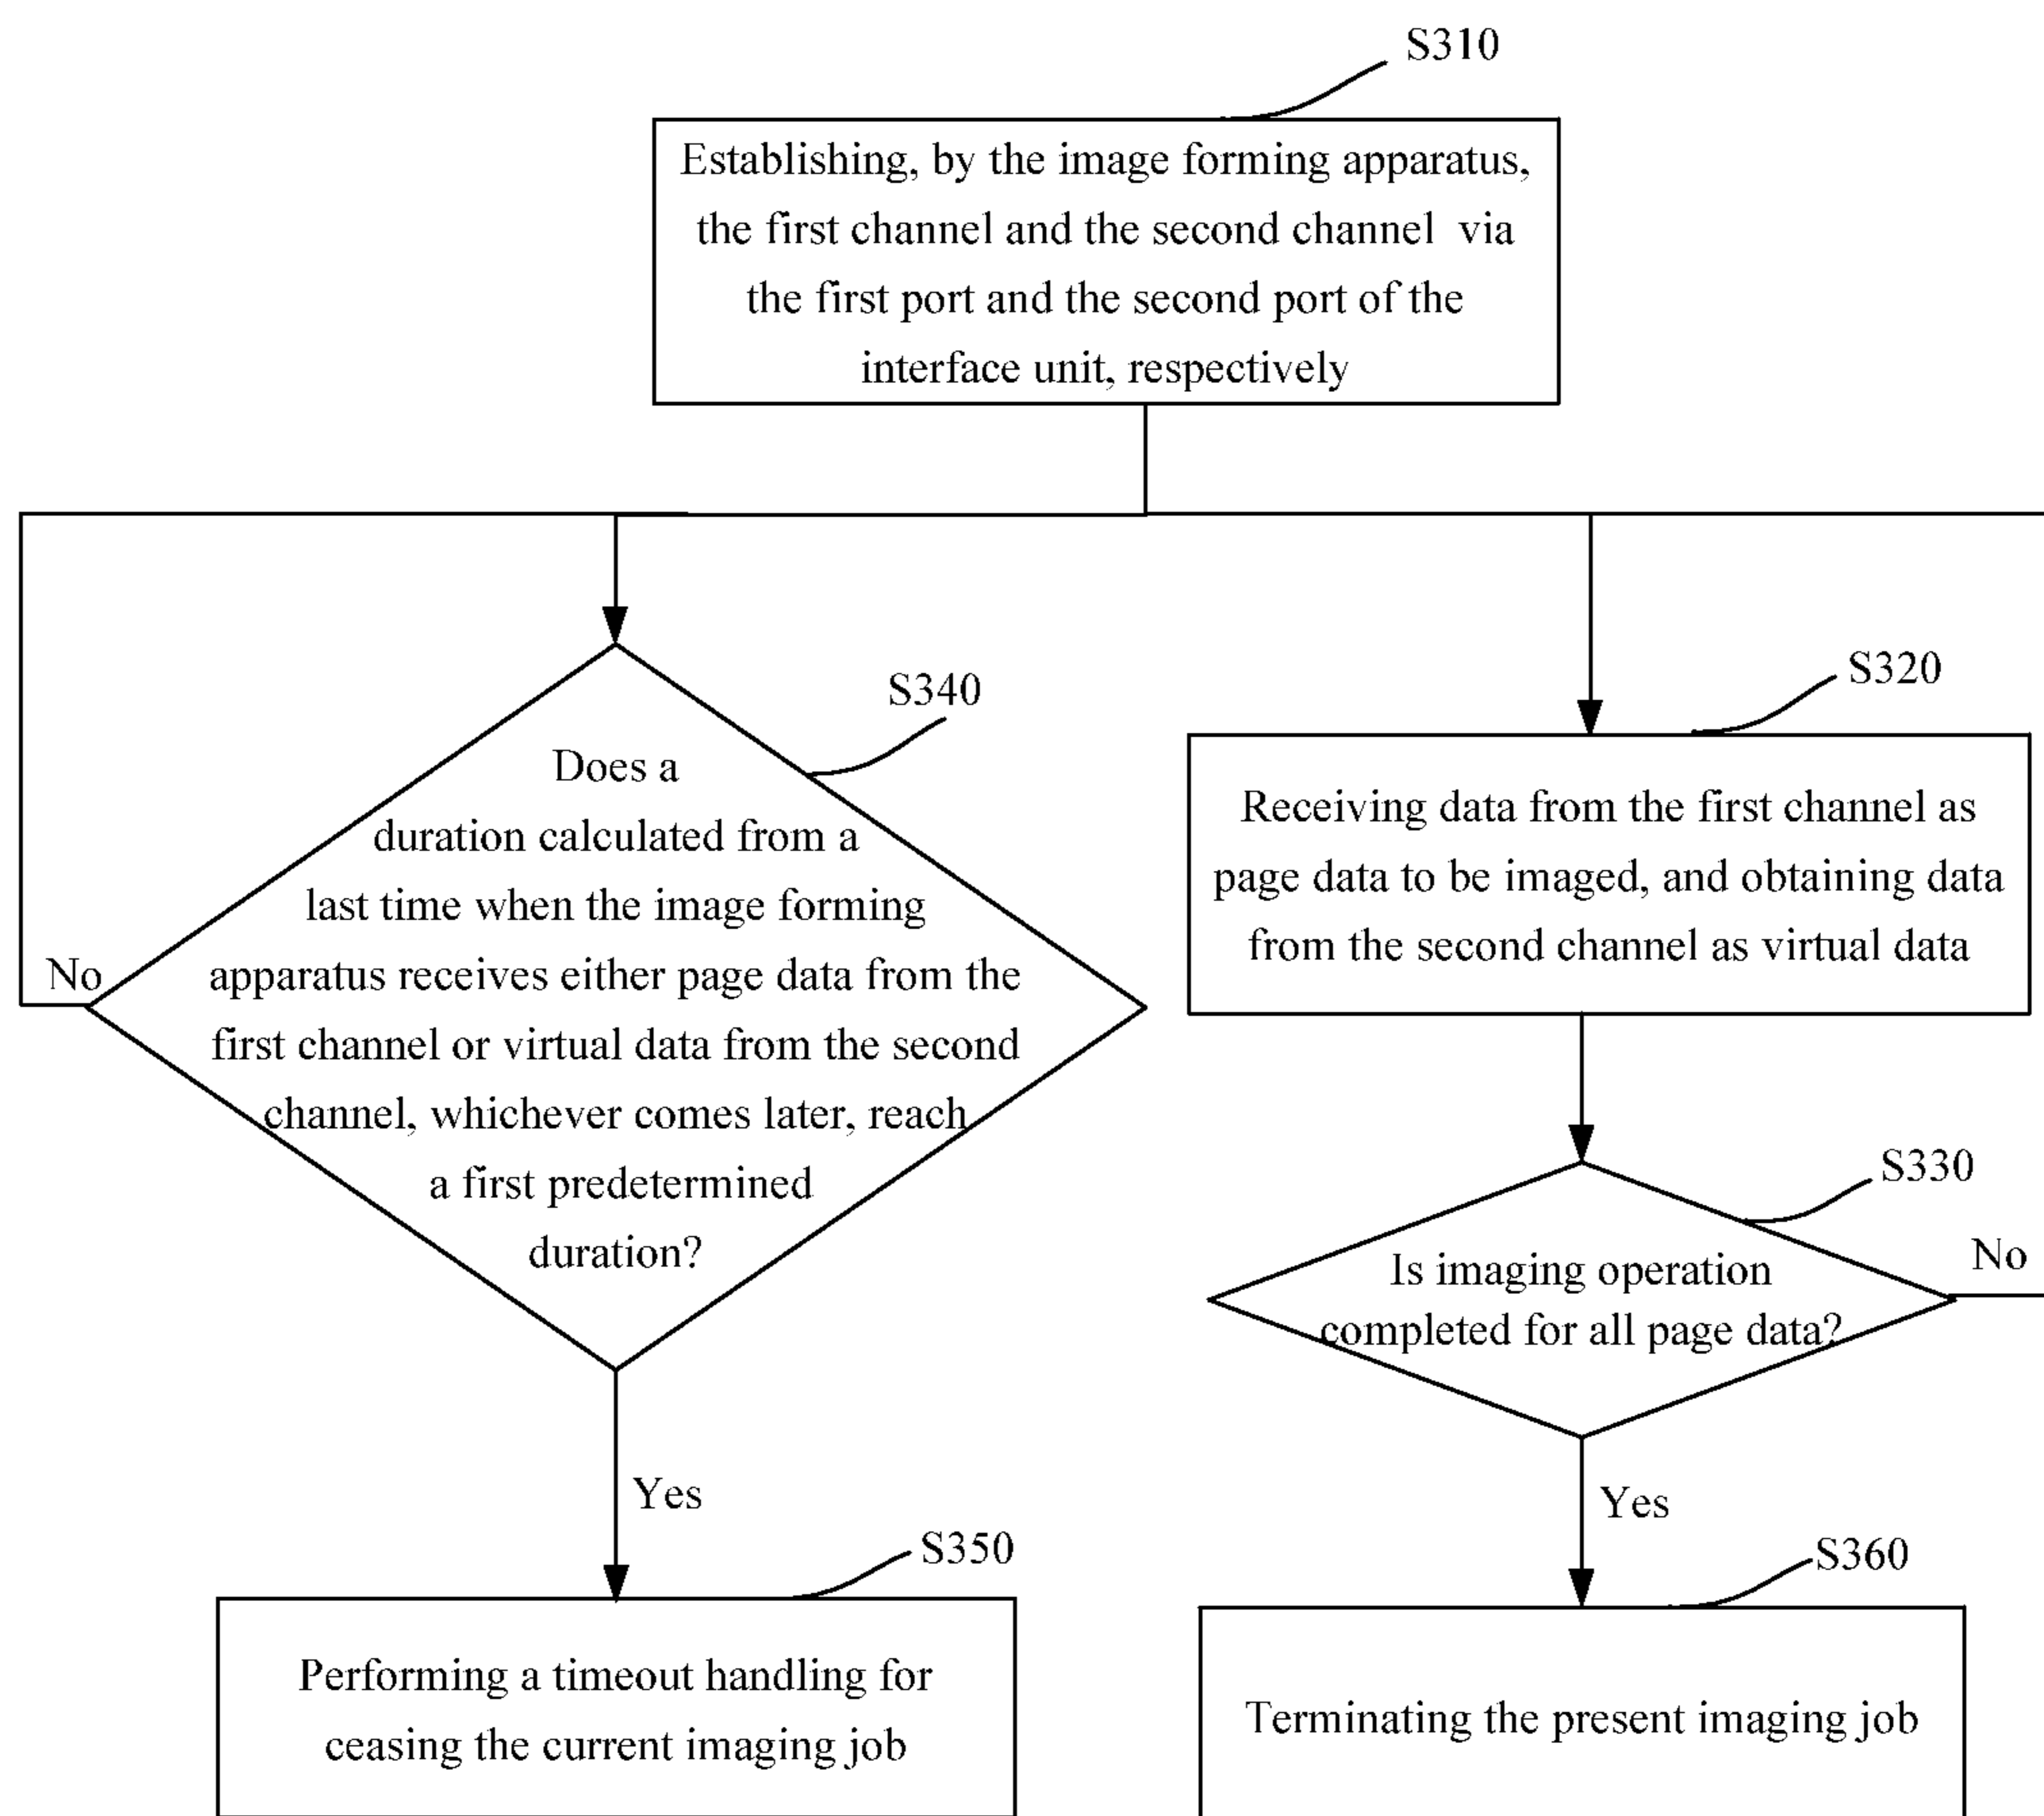 S310
Establishing, by the image forming apparatus,
the first channel and the second channel via
the first port and the second port of the
interface unit, respectively
S340
Does a
duration calculated from a
last time when the image forming
apparatus receives either page data from the
first channel or virtual data from the second
channel, whichever comes later, reach
a first predetermined
duration?
No
Yes
S350
Performing a timeout handling for
ceasing the current imaging job
S320
Receiving data from the first channel as
page data to be imaged, and obtaining data
from the second channel as virtual data
S330
Is imaging operation
completed for all page data?
No
Yes
S360
Terminating the present imaging job